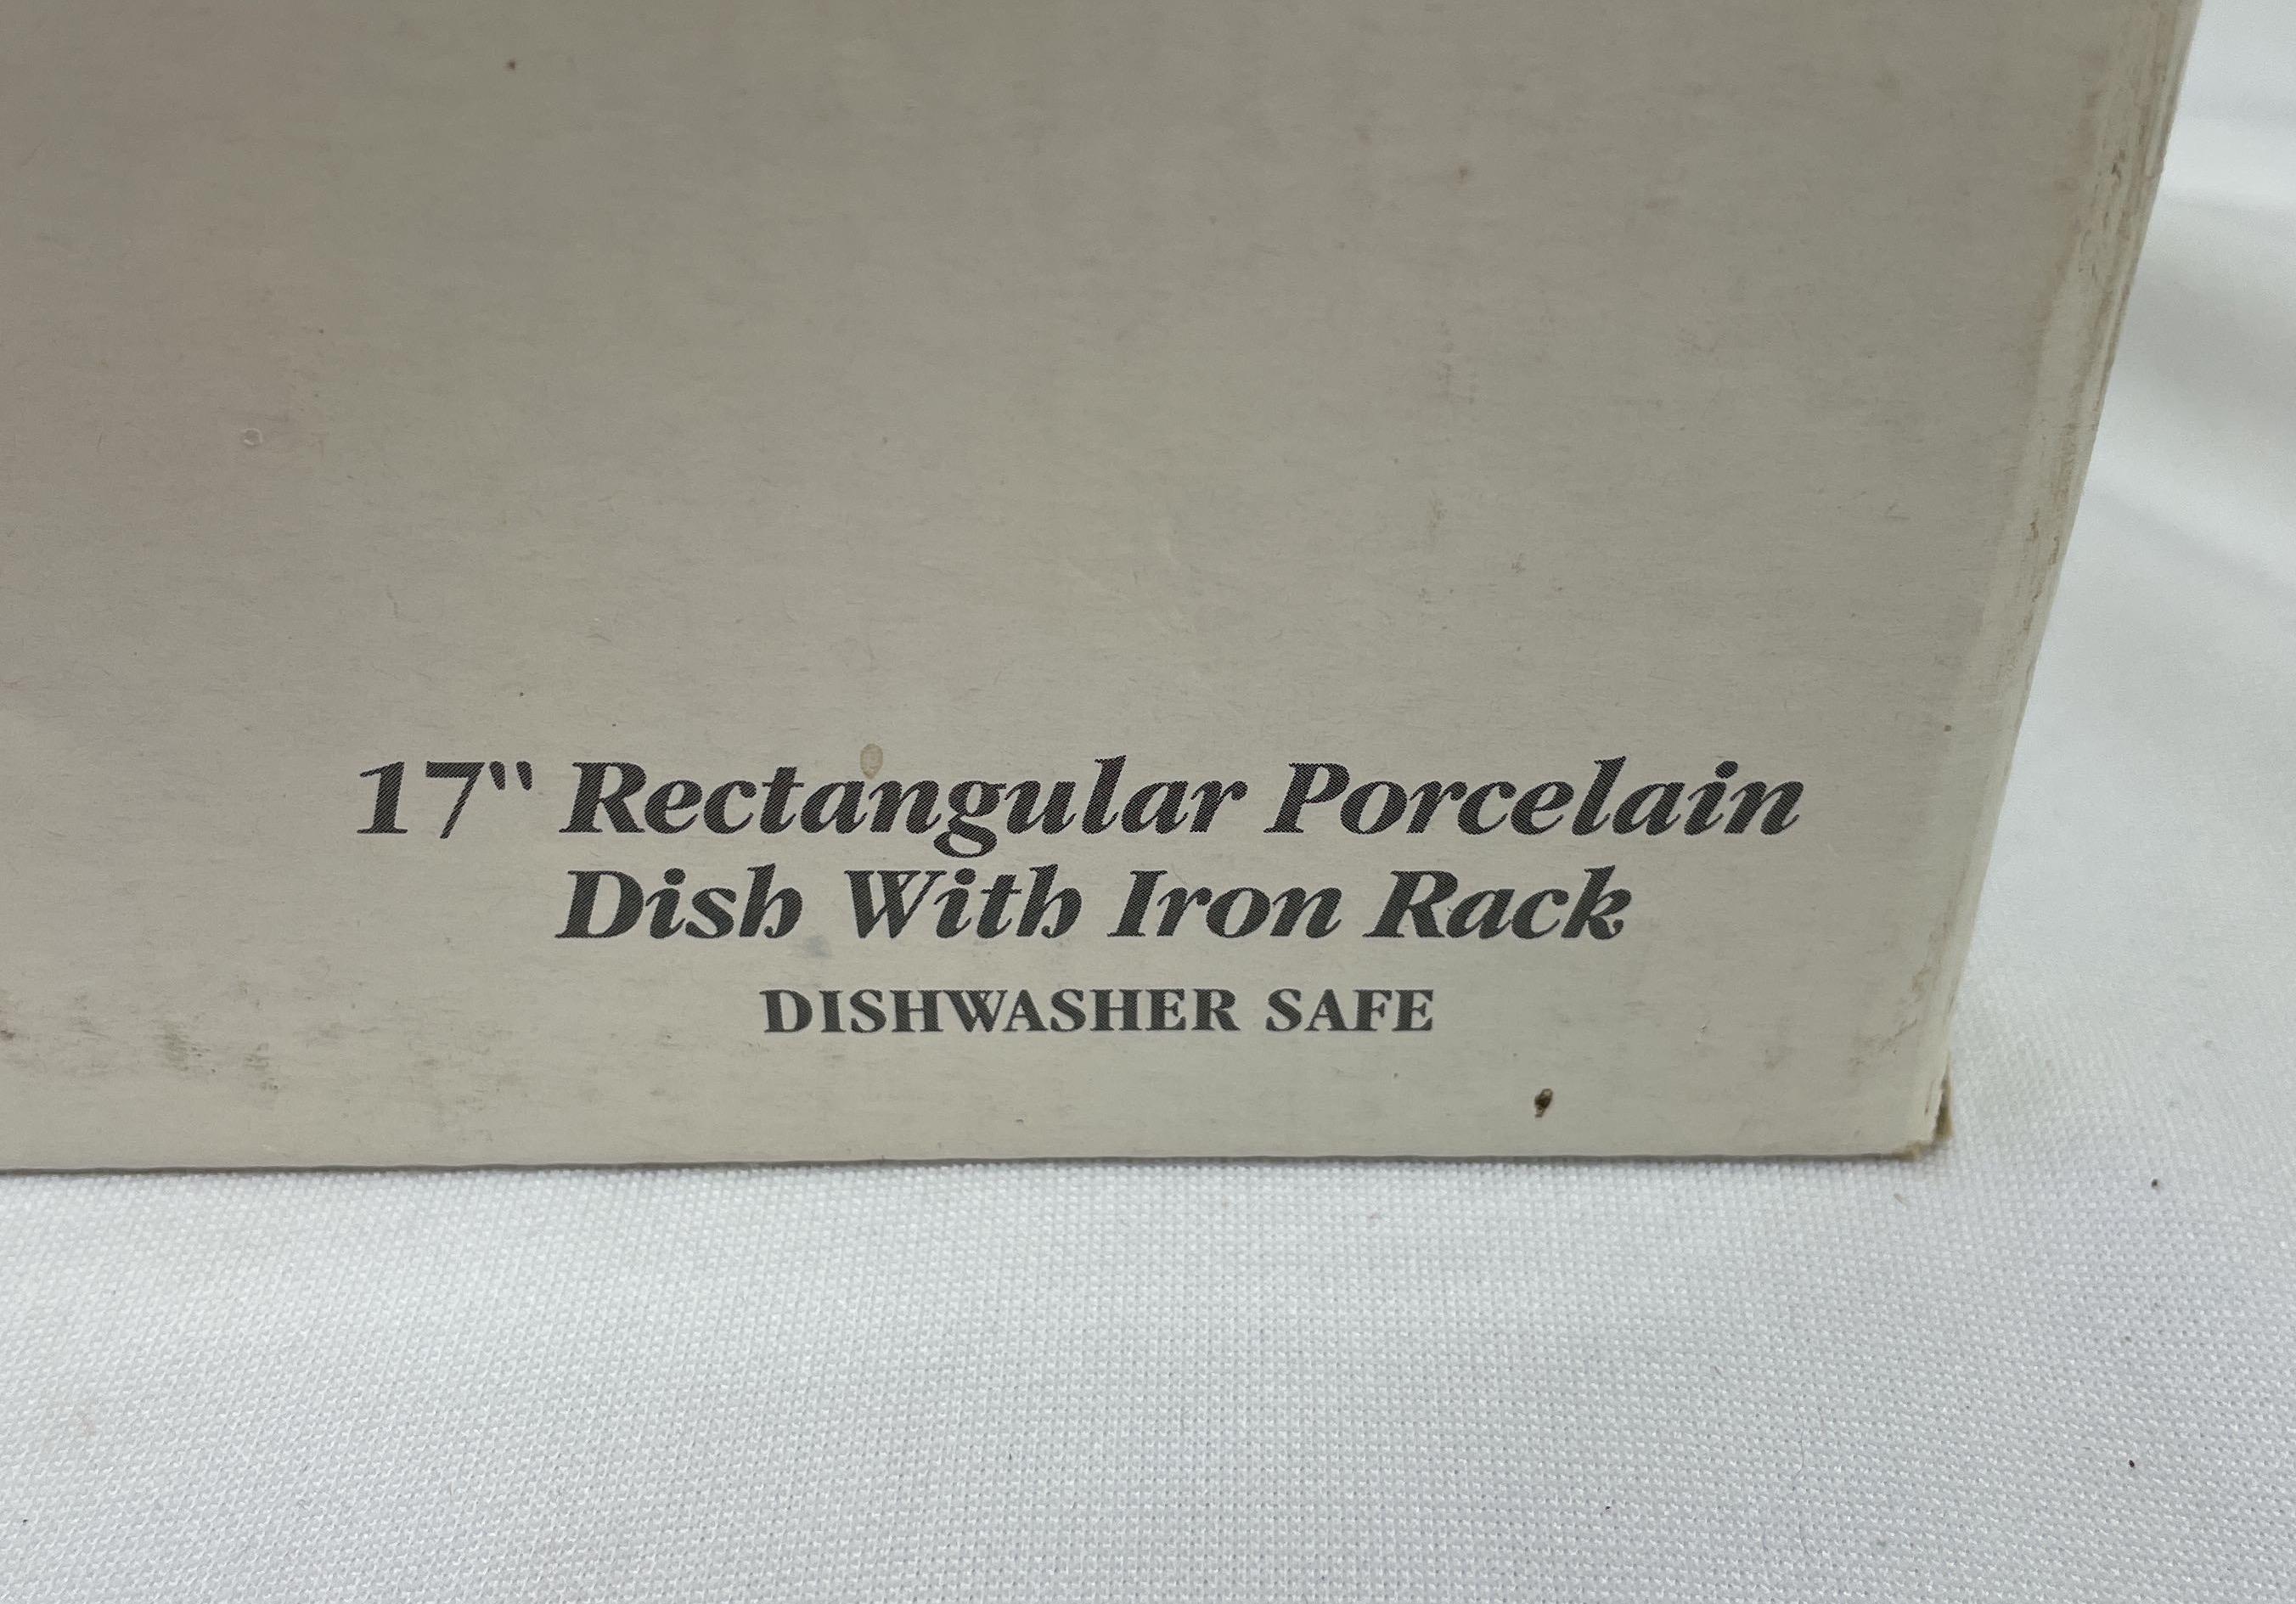 17" Rectangular Porcelain
Dish With Iron Rack
DISHWASHER SAFE